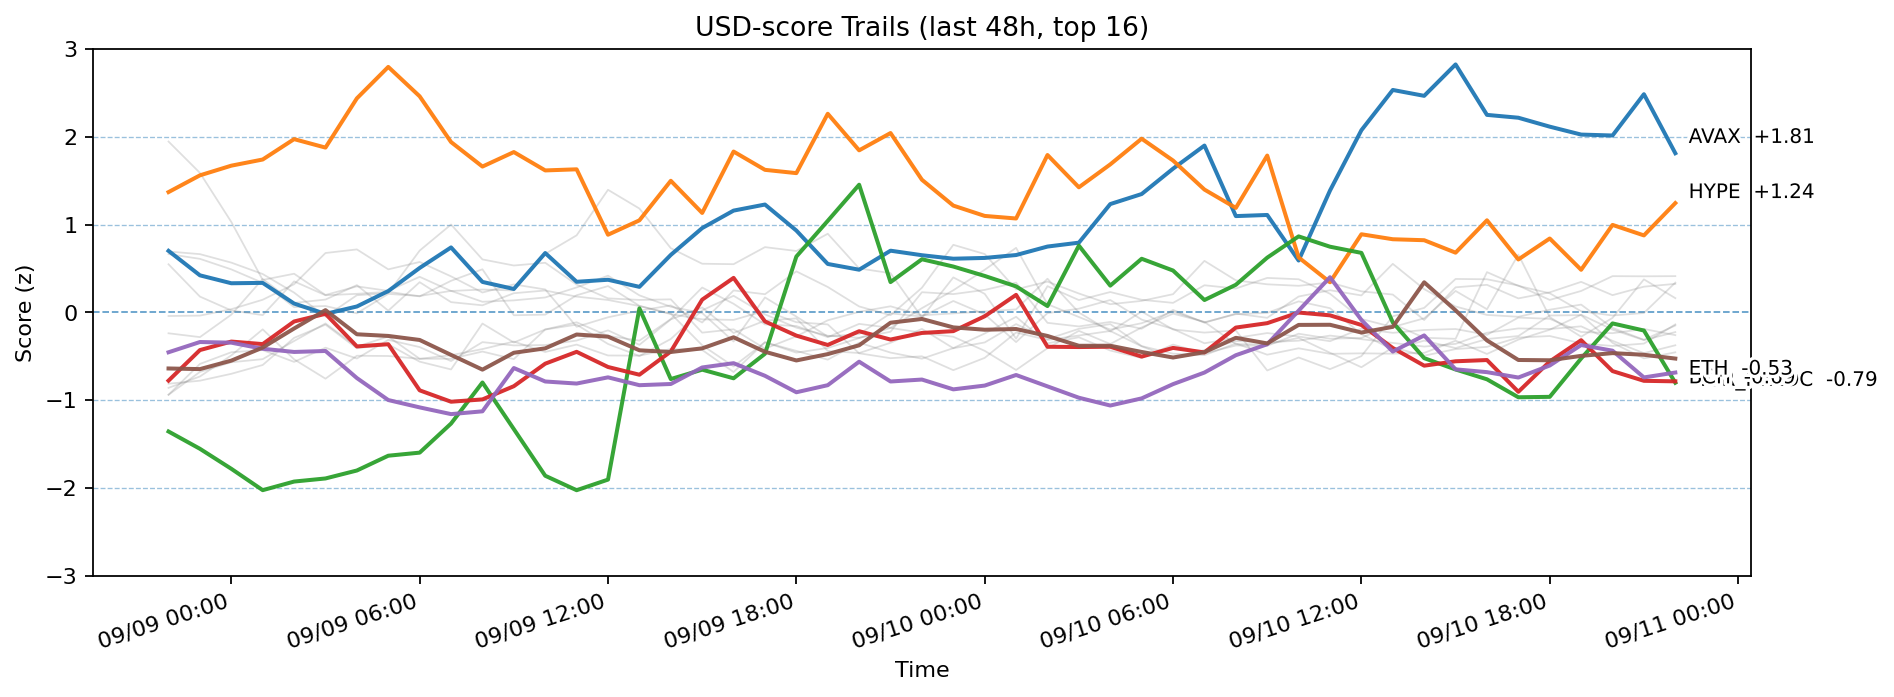 USD-score Trails (last 48h, top 16)
3
2
1
0
−1
−2
−3
Score (z)
AVAX +1.81
HYPE +1.24
ETH -0.53
-0.79
09/09 00:00
09/09 06:00
09/09 12:00
09/09 18:00
09/10 00:00
09/10 06:00
09/10 12:00
09/10 18:00
09/11 00:00
Time